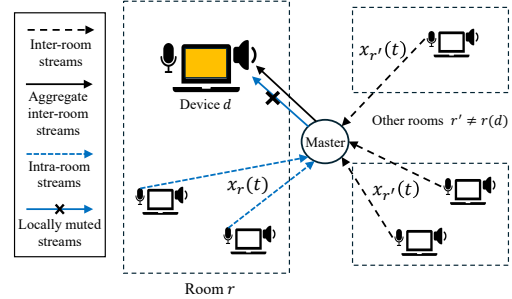 Inter-room
streams
Aggregate
inter-room
streams
Intra-room
streams
Locally muted
streams
Device d
Master
x_r'(t)
Other rooms r' ≠ r(d)
x_r(t)
x_r'(t)
Room r